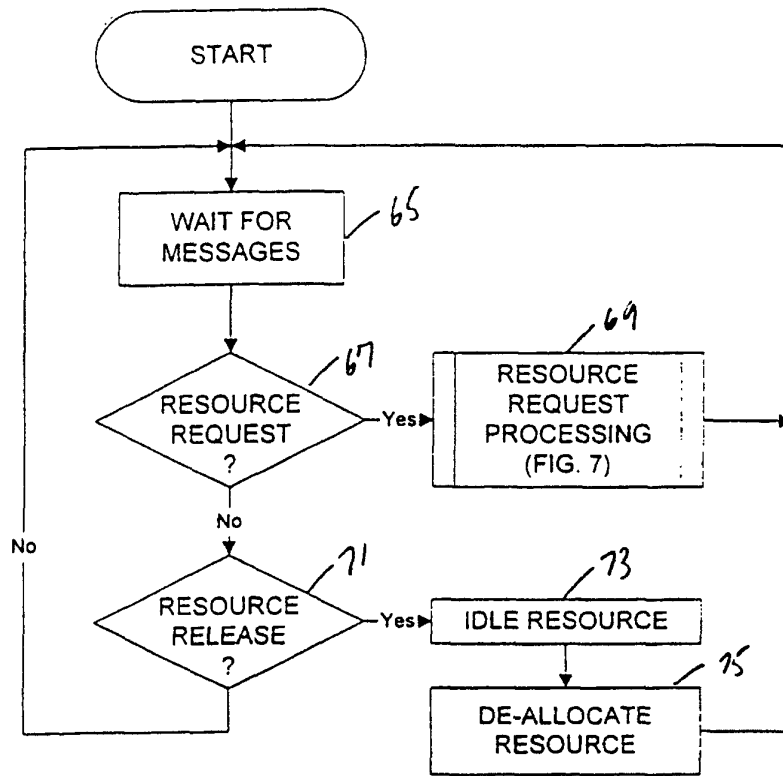 START
WAIT FOR
MESSAGES
65
67
RESOURCE
REQUEST
?
Yes
69
RESOURCE
REQUEST
PROCESSING
(FIG. 7)
No
No
71
RESOURCE
RELEASE
?
Yes
73
IDLE RESOURCE
75
DE-ALLOCATE
RESOURCE